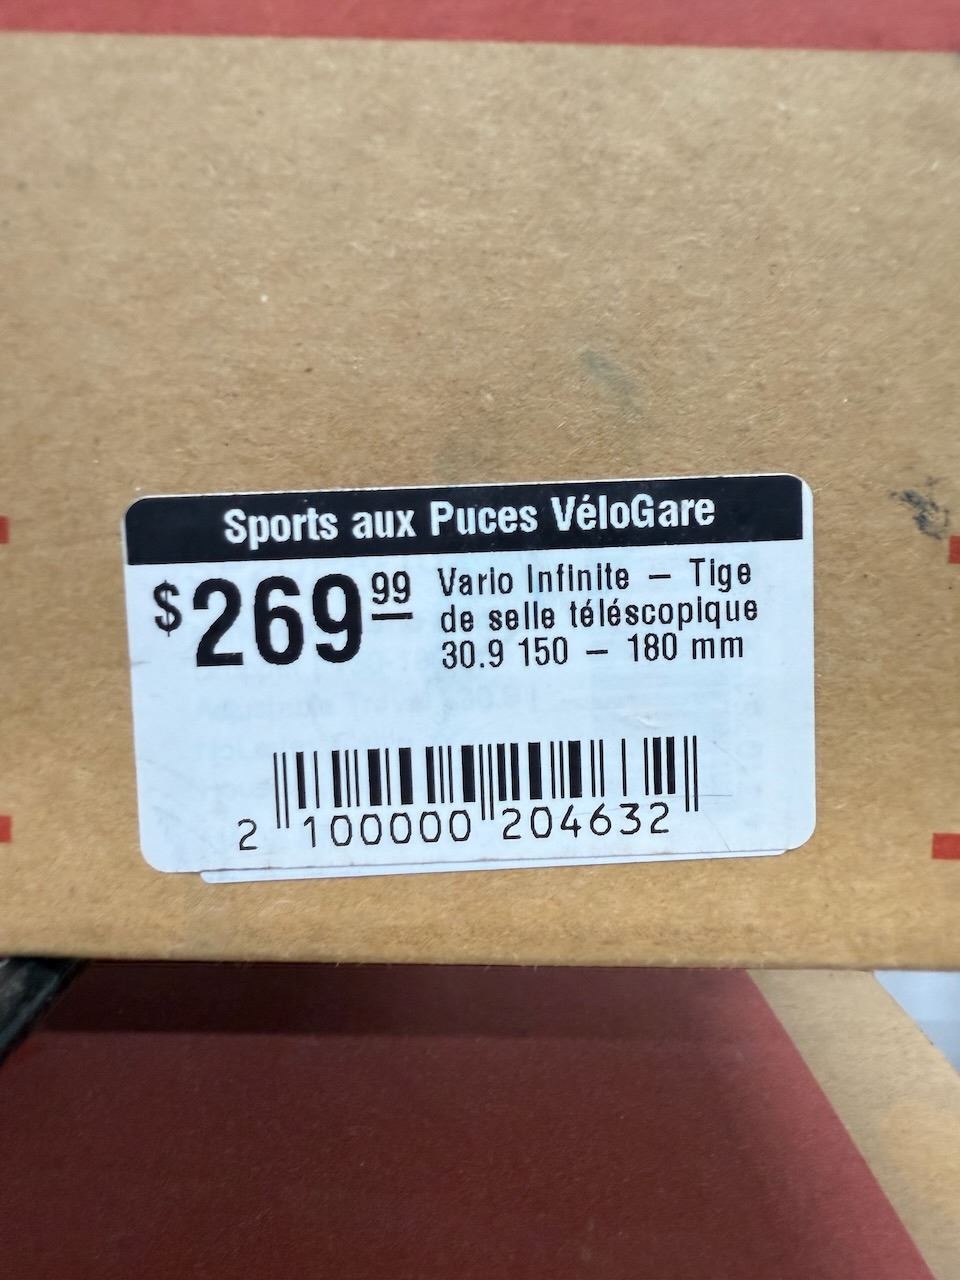 Sports aux Puces VéloGare
$269.99 Vario Infinite – Tige
de selle téléscopique
30.9 150 – 180 mm
2 100000 204632